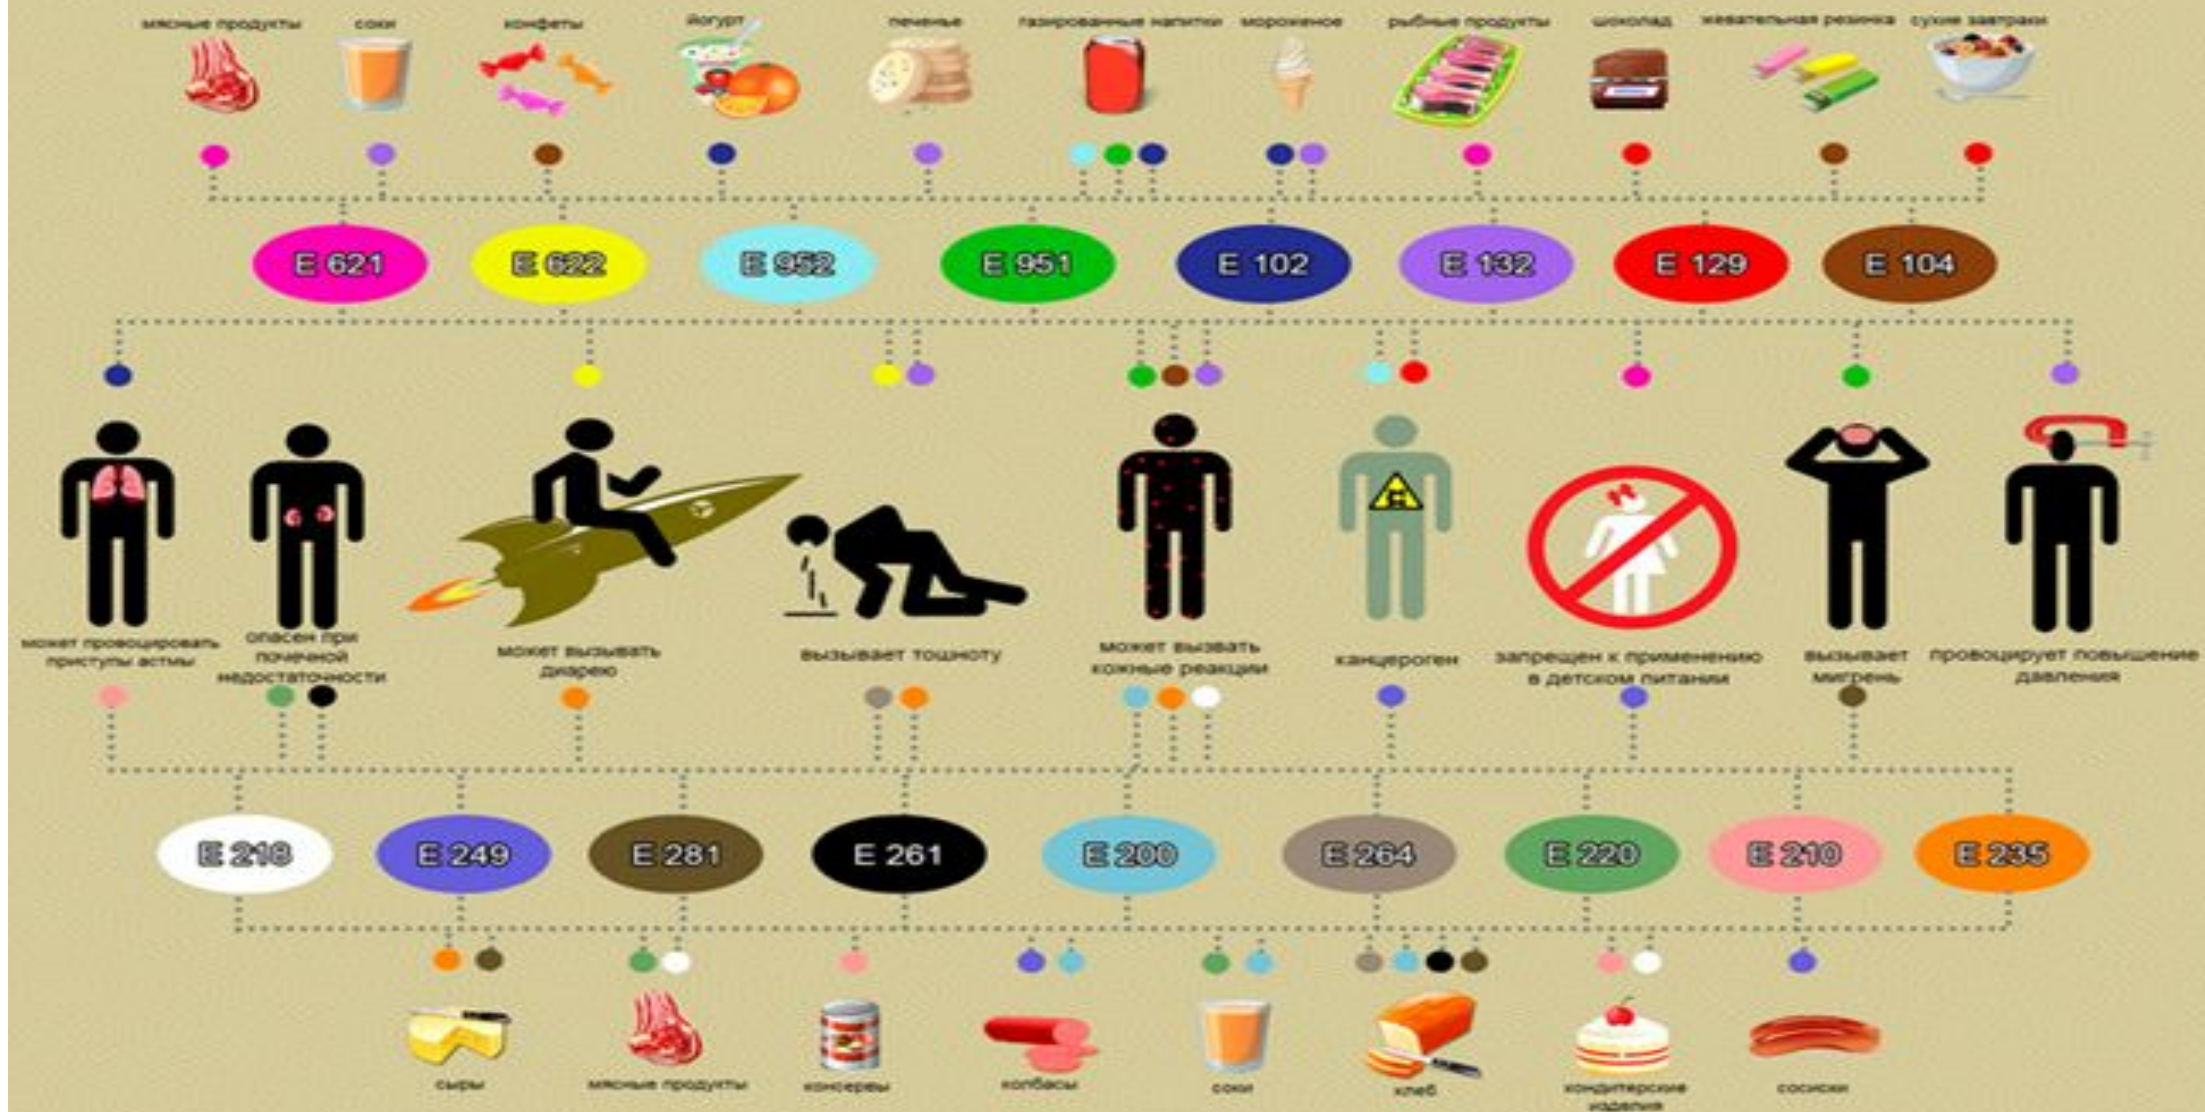 мясные продукты
соки
конфеты
йогурт
печенье
газированные напитки
мороженое
рыбные продукты
шоколад
жевательная резинка
сухие завтраки
E 621
E 622
E 952
E 951
E 102
E 132
E 129
E 104
может провоцировать
приступы астмы
опасен при
почечной
недостаточности
может вызывать
диарею
вызывает тошноту
может вызвать
кожные реакции
E
канцероген
запрещен к применению
в детском питании
вызывает
мигрень
провоцирует повышение
давления
E 218
E 249
E 281
E 261
E 200
E 264
E 220
E 210
E 235
сыры
мясные продукты
консервы
колбасы
соки
хлеб
кондитерские
изделия
сосиски